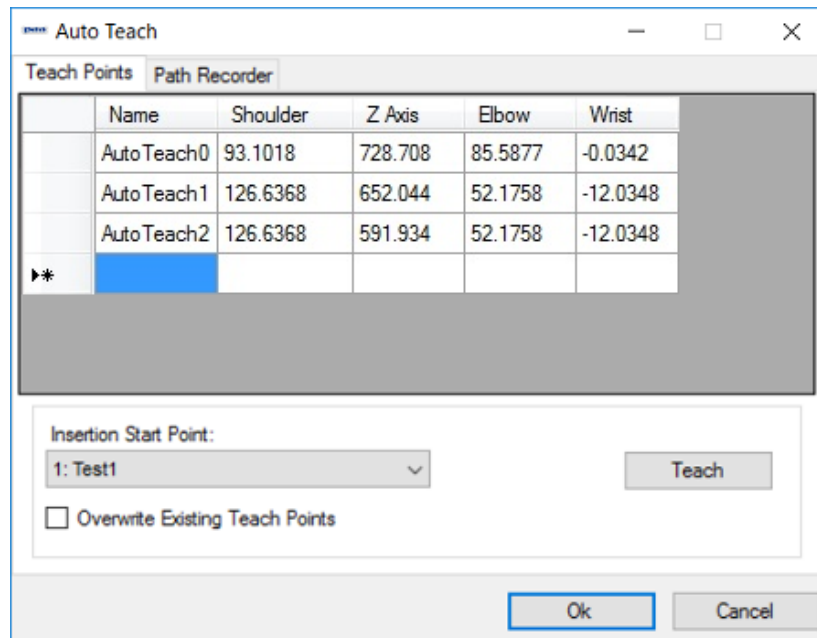 Auto Teach
Teach Points Path Recorder
Name Shoulder Z Axis Elbow Wrist
AutoTeach0 93.1018 728.708 85.5877 -0.0342
AutoTeach1 126.6368 652.044 52.1758 -12.0348
AutoTeach2 126.6368 591.934 52.1758 -12.0348
Insertion Start Point:
1: Test1
Teach
Overwrite Existing Teach Points
Ok Cancel